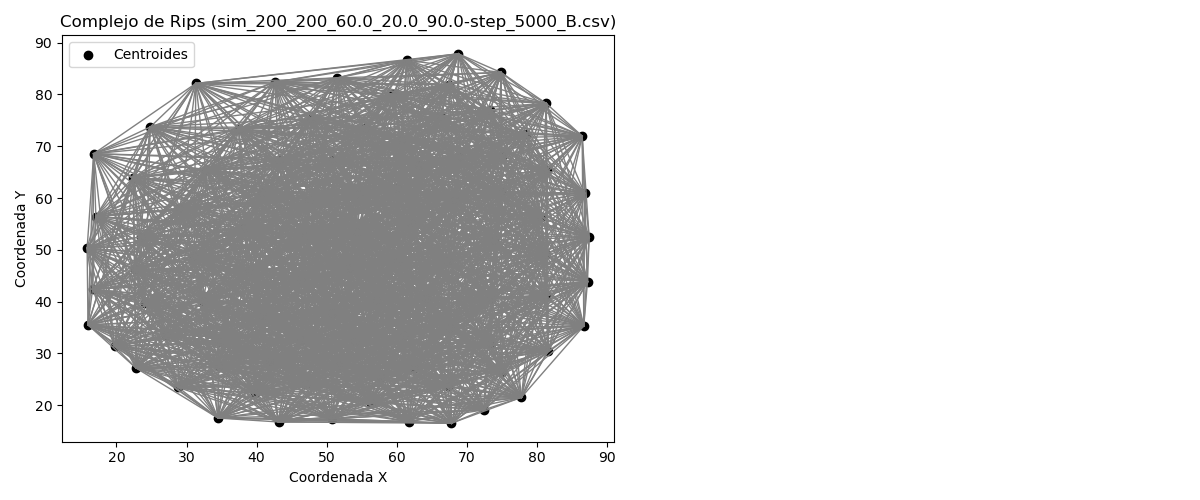 Complejo de Rips (sim_200_200_60.0_20.0_90.0-step_5000_B.csv)
Centroides
90
80
70
60
50
40
30
20
Coordenada Y
20 30 40 50 60 70 80 90
Coordenada X